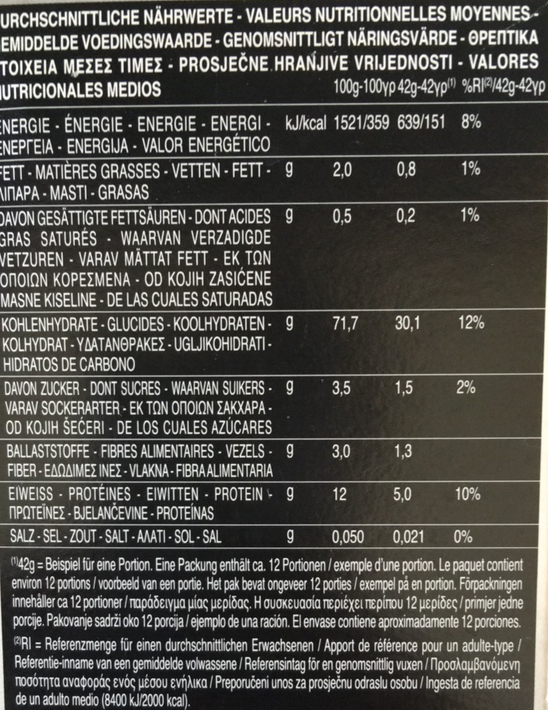 URCHSCHNITTLICHE NÄHRWERTE - VALEURS NUTRITIONNELLES MOYENNES -
EMIDDELDE VOEDINGSWAARDE - GENOMSNITTLIGT NÄRINGSVÄRDE - ΘΡΕΠΤΙΚΑ
ΤΟΙΧΕΙΑ ΜΕΣΕΣ ΤΙΜΕΣ - PROSJEČNE HRANJIVE VRIJEDNOSTI - VALORES
NUTRICIONALES MEDIOS 100g-100γρ 42g-42γρ⁽¹⁾ %RI⁽²⁾/42g-42γρ
ENERGIE - ÉNERGIE - ENERGIE - ENERGI - kJ/kcal 1521/359 639/151 8%
ΕΝΕΡΓΕΙΑ - ENERGIJA - VALOR ENERGÉTICO
FETT - MATIÈRES GRASSES - VETTEN - FETT - g 2,0 0,8 1%
ΛΙΠΑΡΑ - MASTI - GRASAS
DAVON GESÄTTIGTE FETTSÄUREN - DONT ACIDES g 0,5 0,2 1%
GRAS SATURÉS - WAARVAN VERZADIGDE
VETZUREN - VARAV MÄTTAT FETT - ΕΚ ΤΩΝ
ΟΠΟΙΩΝ ΚΟΡΕΣΜΕΝΑ - OD KOJIH ZASIĆENE
MASNE KISELINE - DE LAS CUALES SATURADAS
KOHLENHYDRATE - GLUCIDES - KOOLHYDRATEN - g 71,7 30,1 12%
KOLHYDRAT - ΥΔΑΤΑΝΘΡΑΚΕΣ - UGLJIKOHIDRATI -
HIDRATOS DE CARBONO
DAVON ZUCKER - DONT SUCRES - WAARVAN SUIKERS - g 3,5 1,5 2%
VARAV SOCKERARTER - ΕΚ ΤΩΝ ΟΠΟΙΩΝ ΣΑΚΧΑΡΑ -
OD KOJIH ŠEĆERI - DE LOS CUALES AZÚCARES
BALLASTSTOFFE - FIBRES ALIMENTAIRES - VEZELS - g 3,0 1,3
FIBER - ΕΔΩΔΙΜΕΣ ΙΝΕΣ - VLAKNA - FIBRA ALIMENTARIA
EIWEISS - PROTÉINES - EIWITTEN - PROTEIN - g 12 5,0 10%
ΠΡΩΤΕΪΝΕΣ - BJELANČEVINE - PROTEÍNAS
SALZ - SEL - ZOUT - SALT - ΑΛΑΤΙ - SOL - SAL g 0,050 0,021 0%
⁽¹⁾42g = Beispiel für eine Portion. Eine Packung enthält ca. 12 Portionen / exemple d'une portion. Le paquet contient
environ 12 portions / voorbeeld van een portie. Het pak bevat ongeveer 12 porties / exempel på en portion. Förpackningen
innehåller ca 12 portioner / παράδειγμα μίας μερίδας. Η συσκευασία περιέχει περίπου 12 μερίδες / primjer jedne
porcije. Pakovanje sadrži oko 12 porcija / ejemplo de una ración. El envase contiene aproximadamente 12 porciones.
⁽²⁾RI = Referenzmenge für einen durchschnittlichen Erwachsenen / Apport de référence pour un adulte-type /
Referentie-inname van een gemiddelde volwassene / Referensintag för en genomsnittlig vuxen / Προσλαμβανόμενη
ποσότητα αναφοράς ενός μέσου ενήλικα / Preporučeni unos za prosječnu odraslu osobu / Ingesta de referencia
de un adulto medio (8400 kJ/2000 kcal).